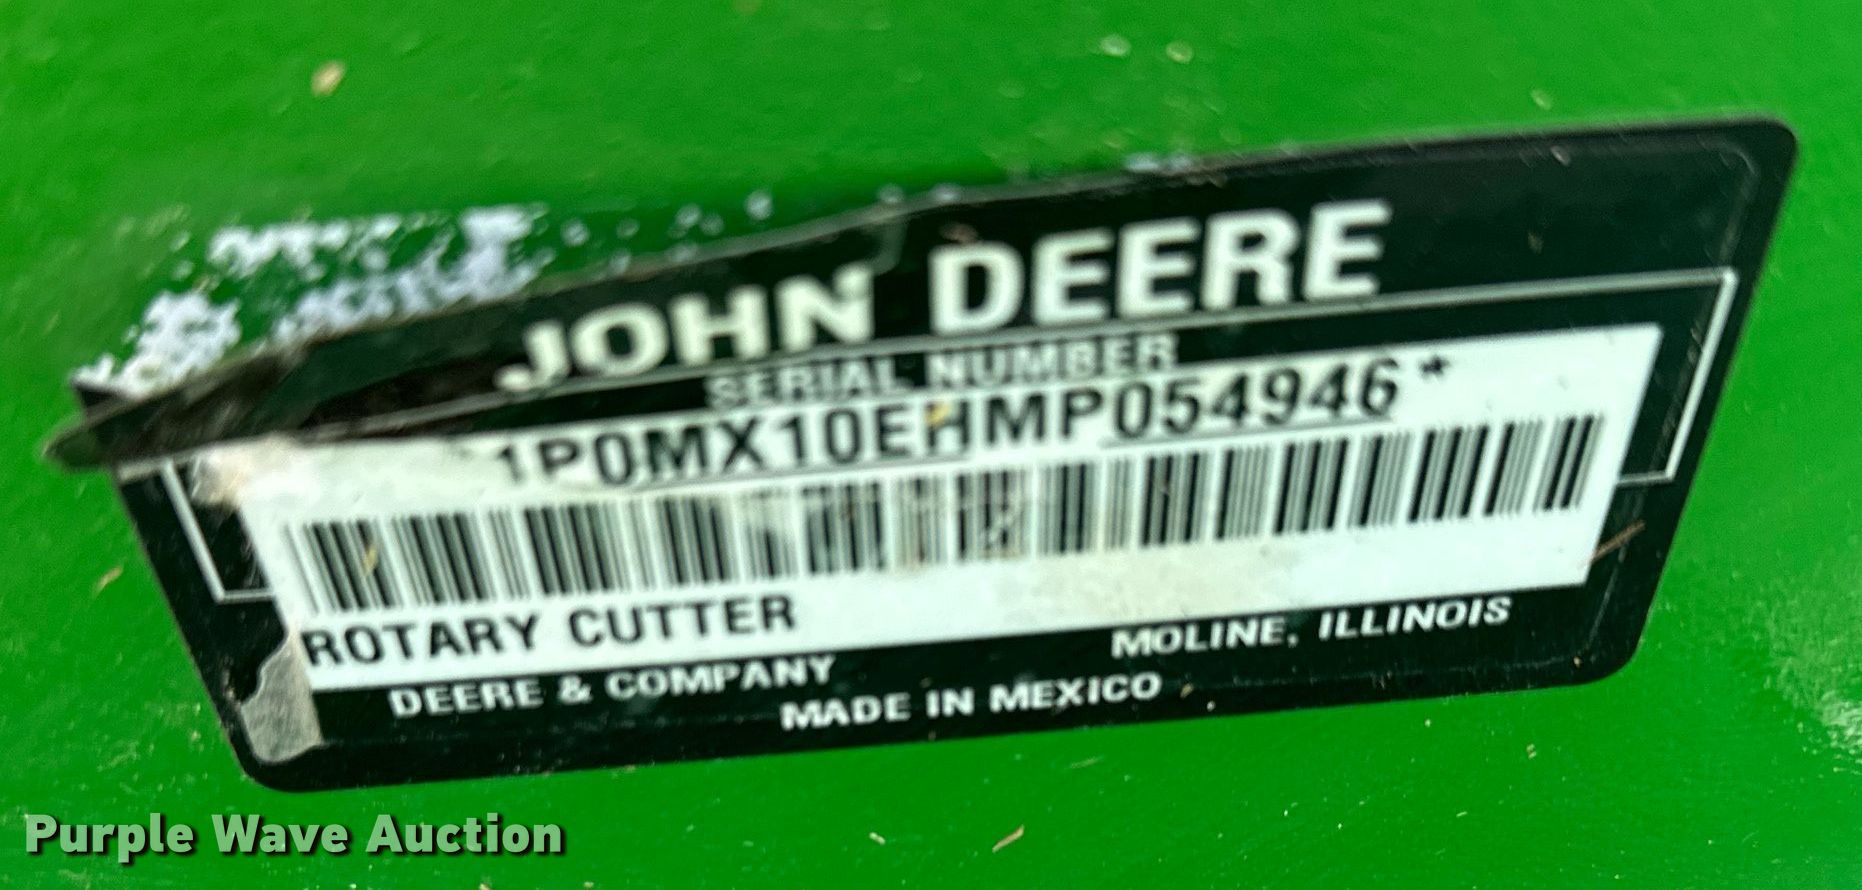 JOHN DEERE
SERIAL NUMBER
1P0MX10EHMP054946*
ROTARY CUTTER
DEERE & COMPANY MOLINE, ILLINOIS
MADE IN MEXICO
Purple Wave Auction